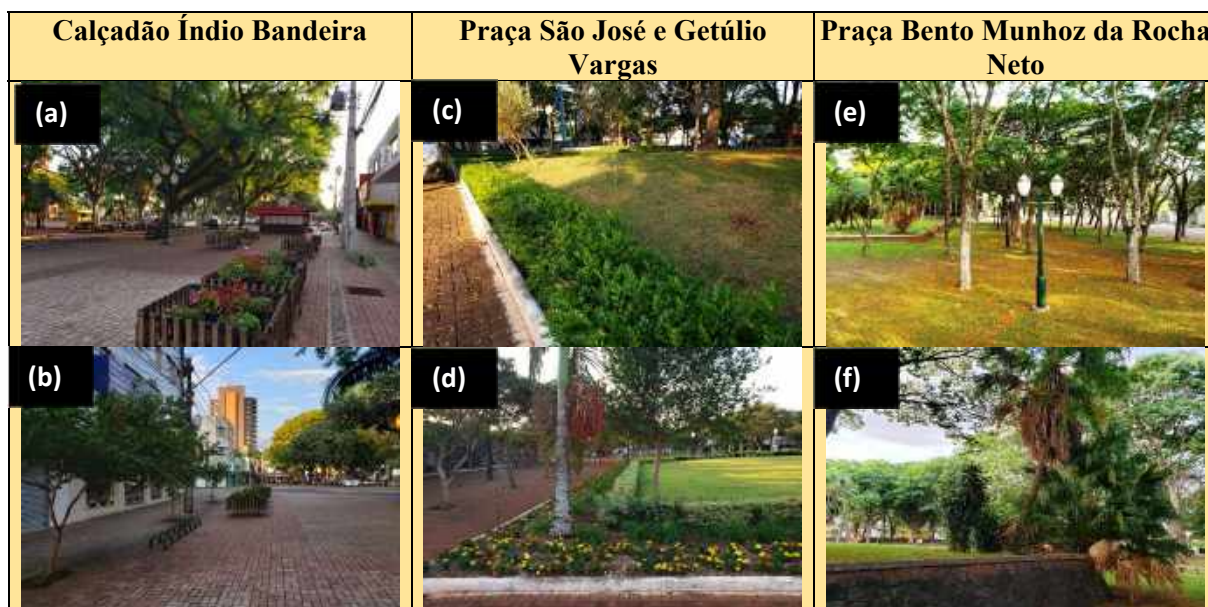 Calçadão Índio Bandeira
Praça São José e Getúlio
Vargas
Praça Bento Munhoz da Rocha
Neto
(a)
(c)
(e)
(b)
(d)
(f)